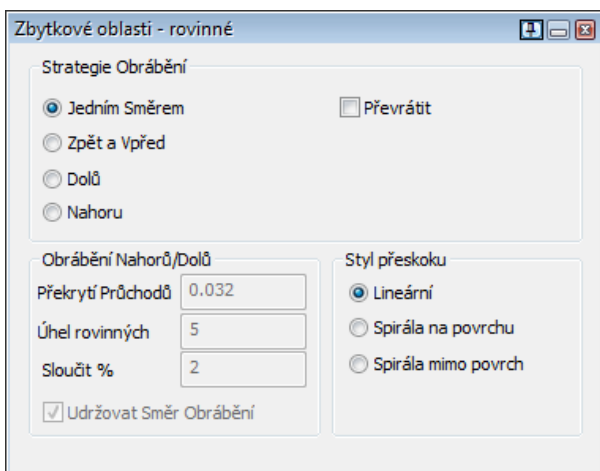 Zbytkové oblasti - rovinné
Strategie Obrábění
Jedním Směrem
Převrátit
Zpět a Vpřed
Dolů
Nahoru
Obrábění Nahorů/Dolů
Překrytí Průchodů 0.032
Úhel rovinných 5
Sloučit % 2
Udržovat Směr Obrábění
Styl přeskoku
Lineární
Spirála na povrchu
Spirála mimo povrch